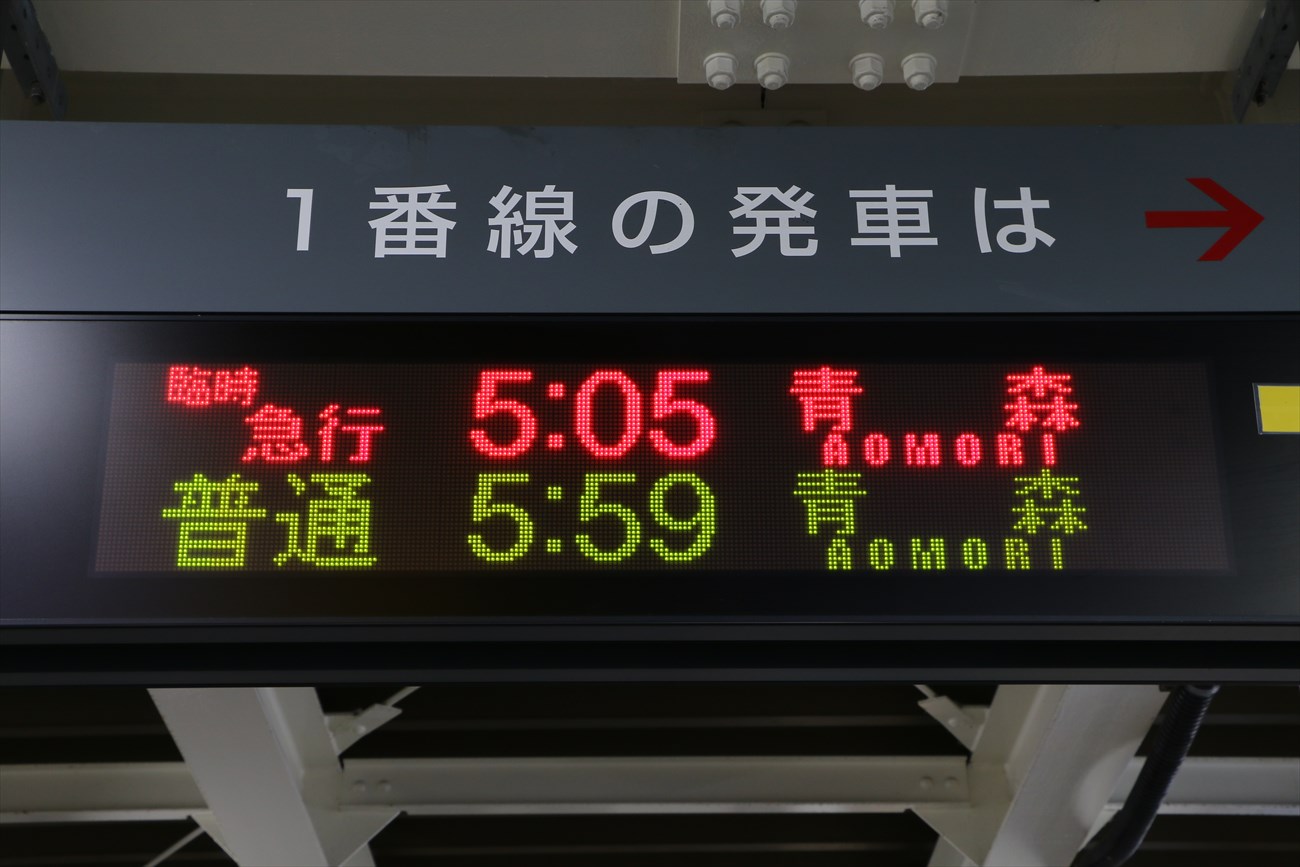 1番線の発車は →
臨時急行 5:05 青森 AOMORI
普通 5:59 青森 AOMORI